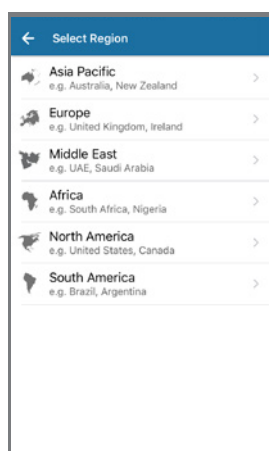 Select Region
Asia Pacific
e.g. Australia, New Zealand
Europe
e.g. United Kingdom, Ireland
Middle East
e.g. UAE, Saudi Arabia
Africa
e.g. South Africa, Nigeria
North America
e.g. United States, Canada
South America
e.g. Brazil, Argentina